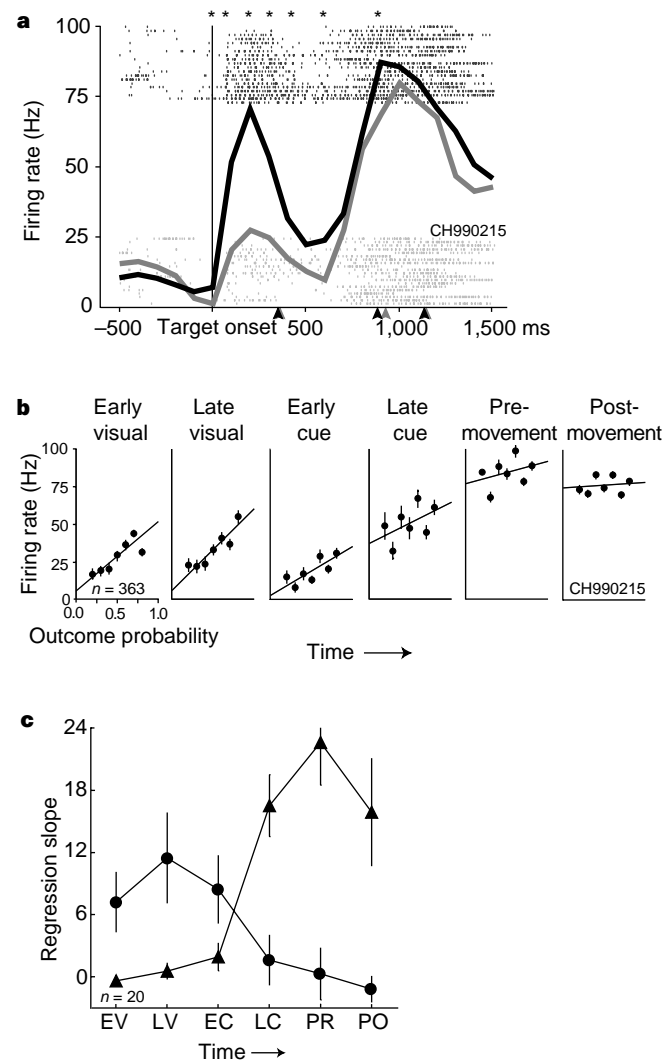 a
* * * * * * *
100
75
50
25
0
Firing rate (Hz)
CH990215
–500 Target onset 500 1,000 1,500 ms
b
Early visual
Late visual
Early cue
Late cue
Pre-movement
Post-movement
100
75
50
25
0
Firing rate (Hz)
n = 363
CH990215
0.0 0.5 1.0
Outcome probability
Time
c
24
18
12
6
0
Regression slope
n = 20
EV LV EC LC PR PO
Time